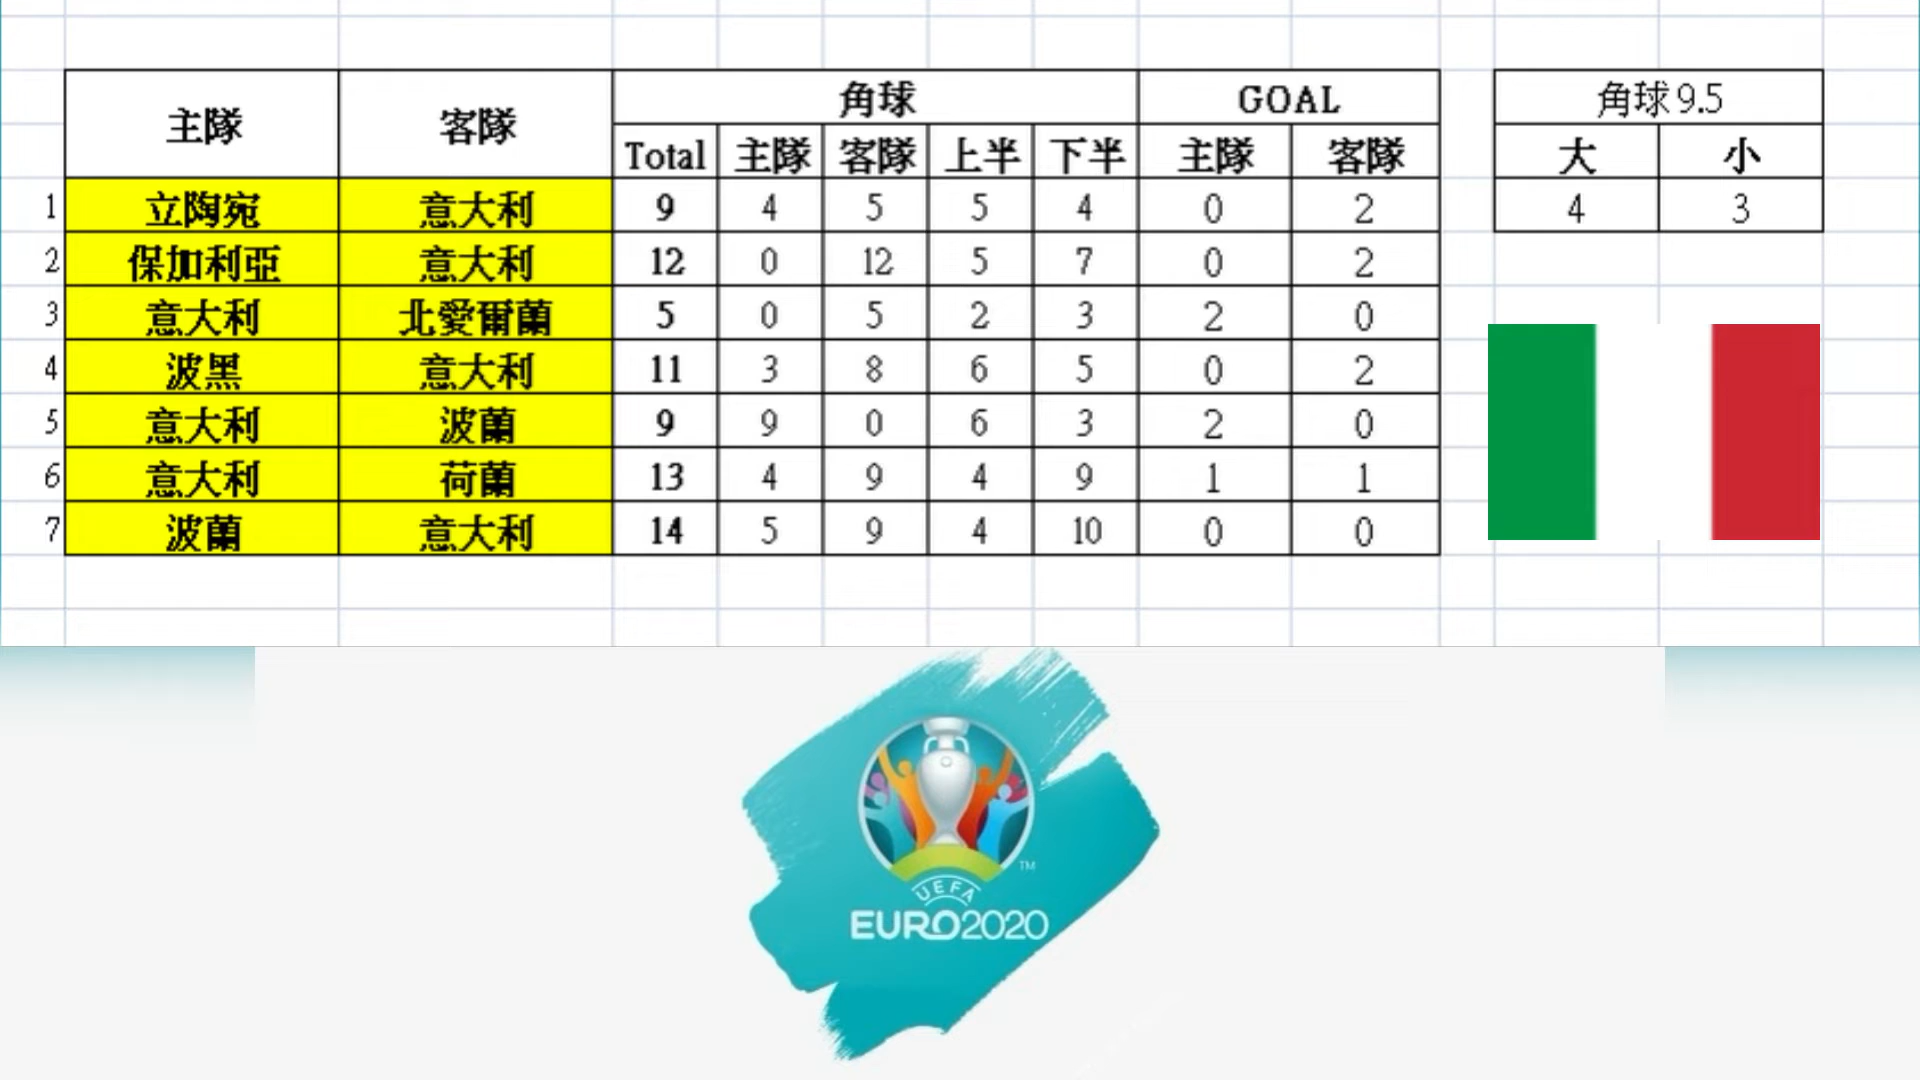 主隊 客隊 角球 GOAL 角球9.5
Total 主隊 客隊 上半 下半 主隊 客隊 大 小
1 立陶宛 意大利 9 4 5 5 4 0 2 4 3
2 保加利亞 意大利 12 0 12 5 7 0 2
3 意大利 北愛爾蘭 5 0 5 2 3 2 0
4 波黑 意大利 11 3 8 6 5 0 2
5 意大利 波蘭 9 9 0 6 3 2 0
6 意大利 荷蘭 13 4 9 4 9 1 1
7 波蘭 意大利 14 5 9 4 10 0 0
TM
UEFA
EURO2020